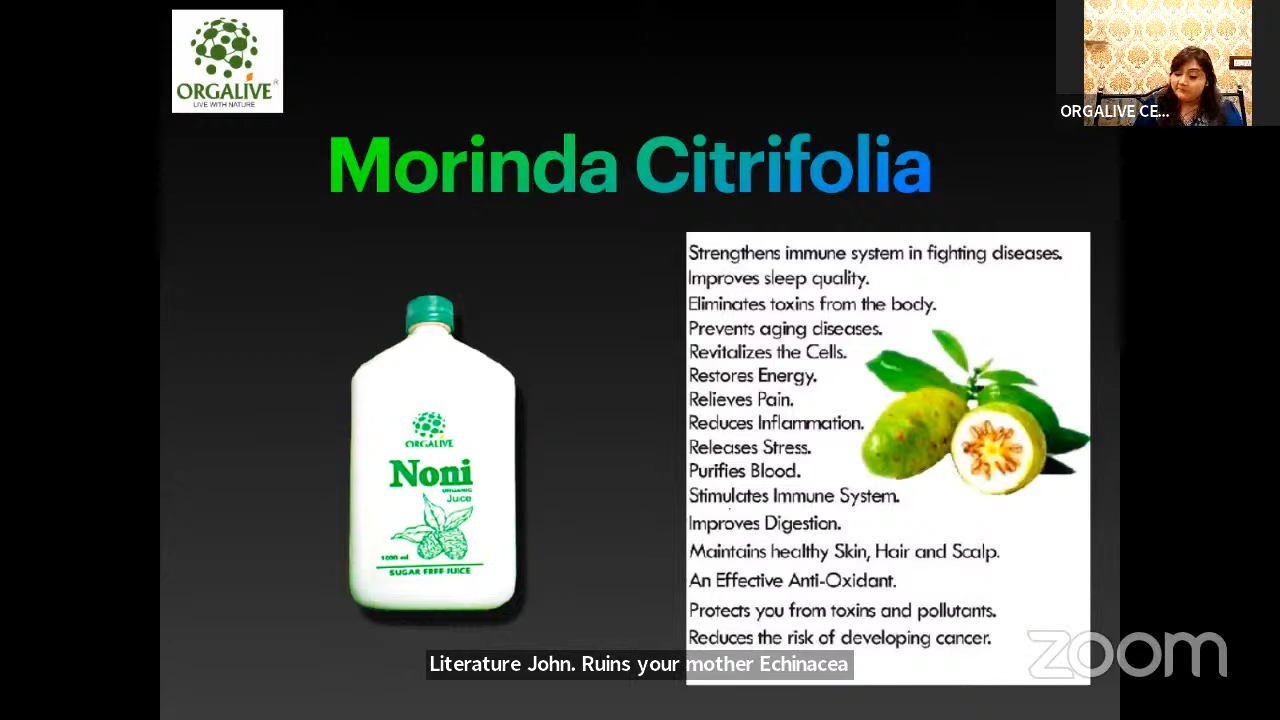 ORGALIVE
LIVE WITH NATURE
ORGALIVE CE...
Morinda Citrifolia
Strengthens immune system in fighting diseases.
Improves sleep quality.
Eliminates toxins from the body.
Prevents aging diseases.
Revitalizes the Cells.
Restores Energy.
Relieves Pain.
Reduces Inflammation.
Releases Stress.
Purifies Blood.
Stimulates Immune System.
Improves Digestion.
Maintains healthy Skin, Hair and Scalp.
An Effective Anti-Oxidant.
Protects you from toxins and pollutants.
Reduces the risk of developing cancer.
ORGALIVE
Noni
ORGANIC
Juice
1000 ml
SUGAR FREE JUICE
Literature John. Ruins your mother Echinacea
zoom